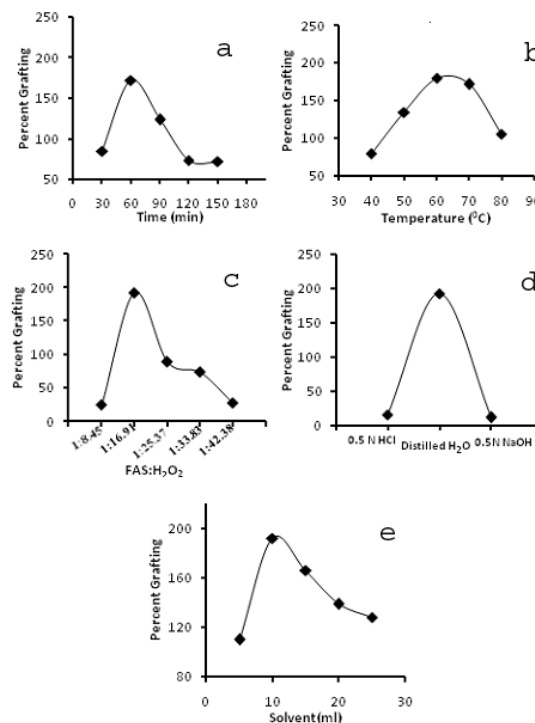 a
Percent Grafting
250
200
150
100
50
0 30 60 90 120 150 180
Time (min)
b
Percent Grafting
250
200
150
100
50
30 40 50 60 70 80 90
Temperature (⁰C)
c
Percent Grafting
250
200
150
100
50
0
1:8.45 1:16.91 1:25.37 1:33.83 1:42.38
FAS:H₂O₂
d
Percent Grafting
250
200
150
100
50
0
0.5 N HCl Distilled H₂O 0.5N NaOH
e
Percent Grafting
200
160
120
80
0 10 20 30
Solvent(ml)